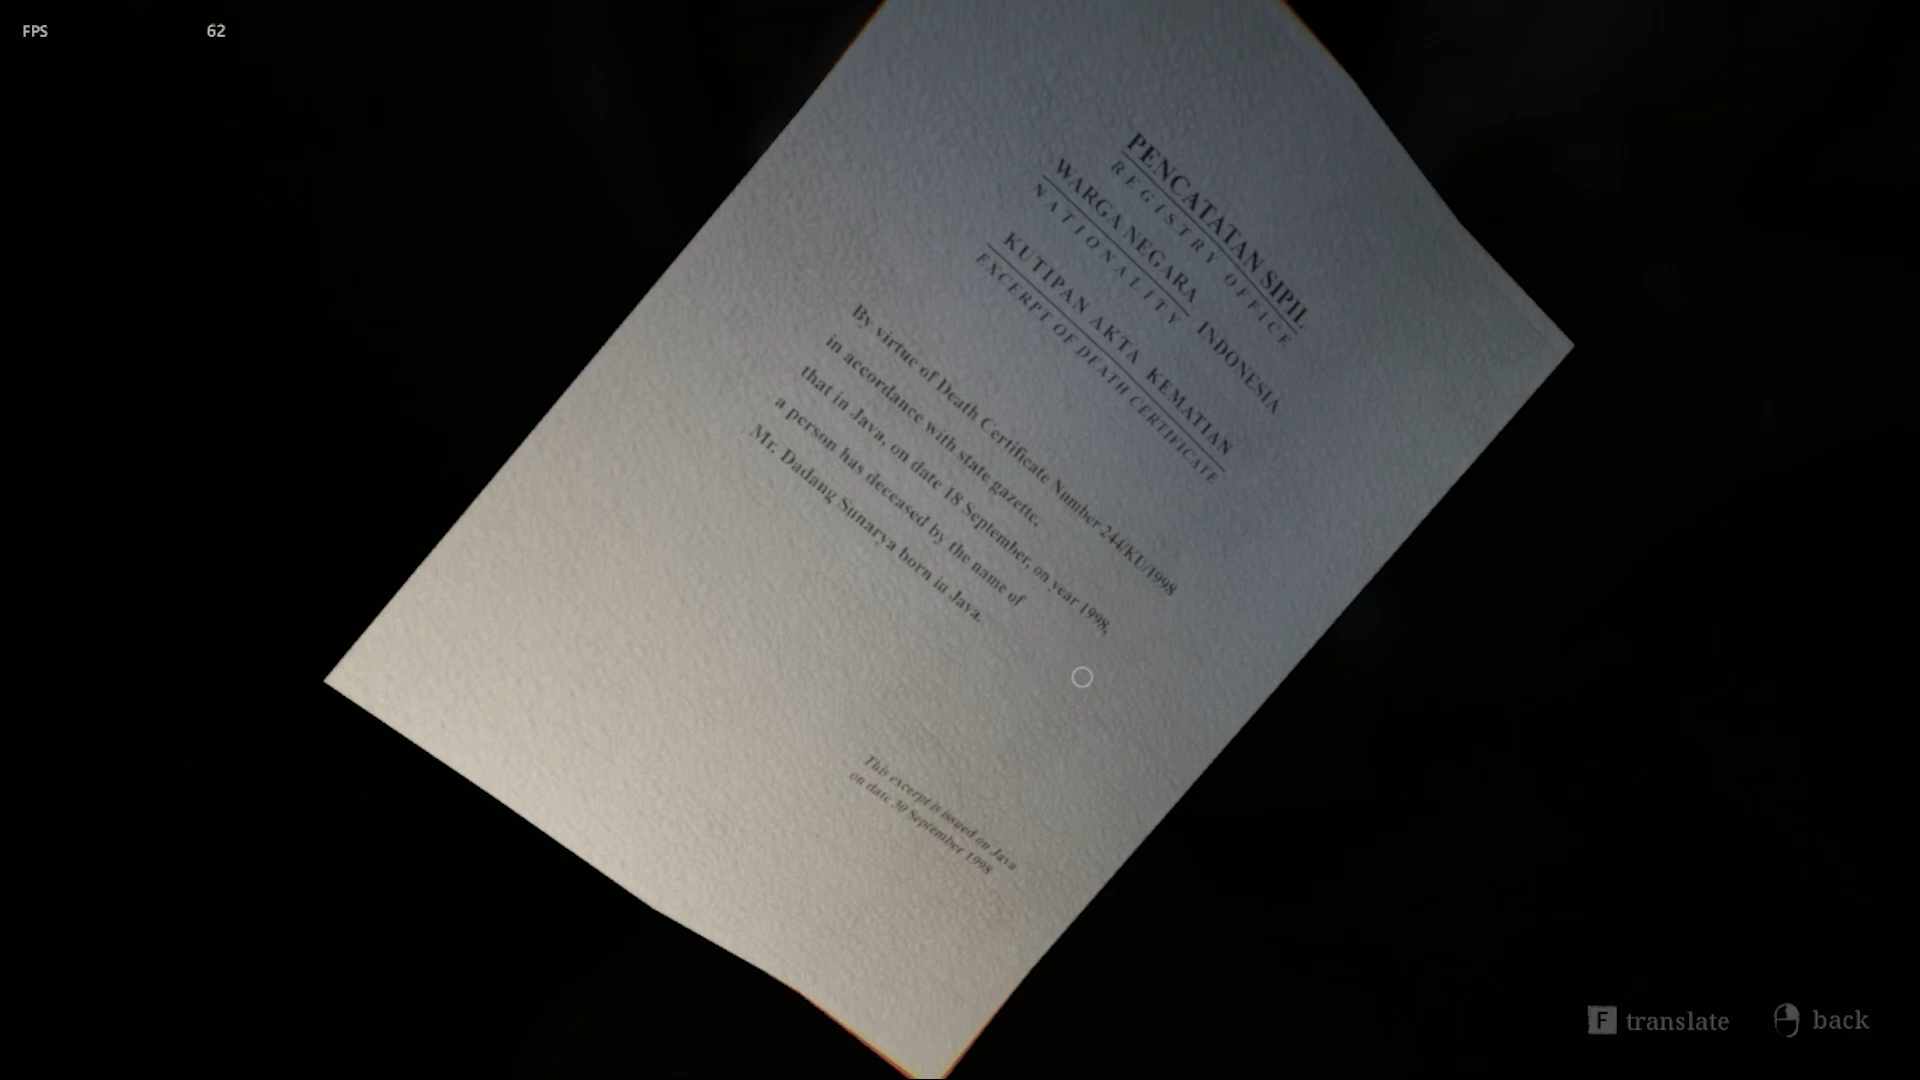 FPS 62
PENCATATAN SIPIL
REGISTRY OFFICE
WARGA NEGARA INDONESIA
NATIONALITY
KUTIPAN AKTA KEMATIAN
EXCERPT OF DEATH CERTIFICATE
By virtue of Death Certificate Number 244/KU/1998
in accordance with state gazette,
that in Java, on date 18 September, on year 1998,
a person has deceased by the name of
Mr. Dadang Sunarya born in Java.
This excerpt is issued on Java
on date 30 September 1998
F translate back